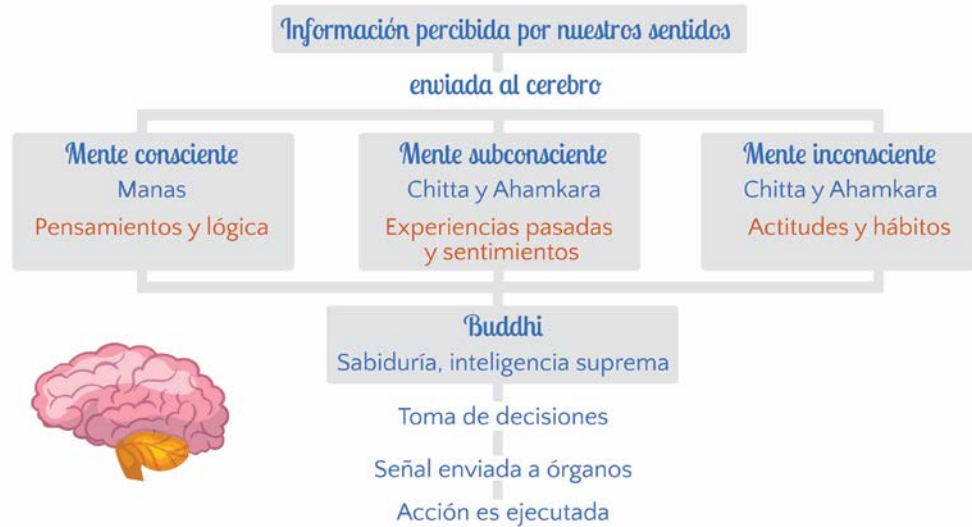 Información percibida por nuestros sentidos
enviada al cerebro
Mente consciente
Manas
Pensamientos y lógica
Mente subconsciente
Chitta y Ahamkara
Experiencias pasadas
y sentimientos
Mente inconsciente
Chitta y Ahamkara
Actitudes y hábitos
Buddhi
Sabiduría, inteligencia suprema
Toma de decisiones
Señal enviada a órganos
Acción es ejecutada